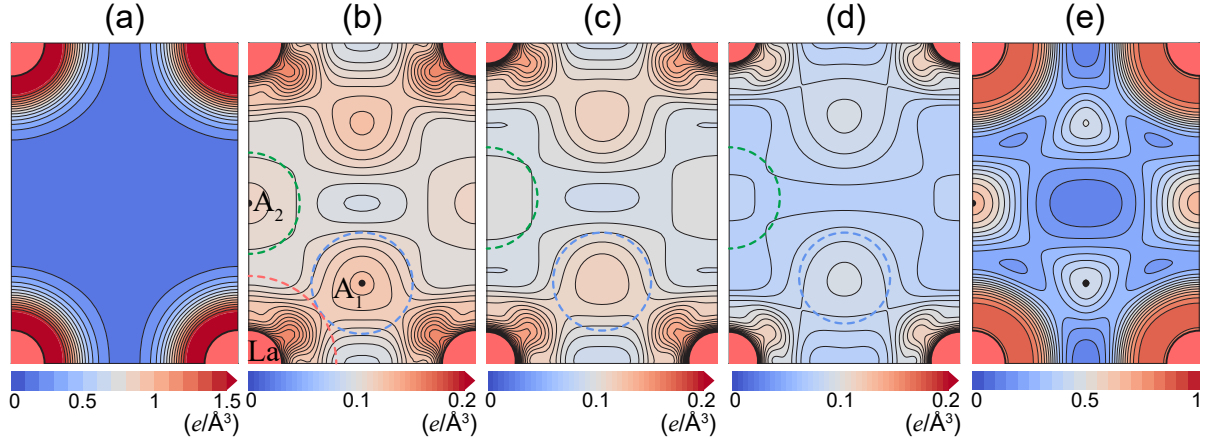 (a) (b) (c) (d) (e)
A₂
A₁
La
0 0.5 1 1.5 0 0.1 0.2 0 0.1 0.2 0 0.1 0.2 0 0.5 1
(e/Å³) (e/Å³) (e/Å³) (e/Å³)